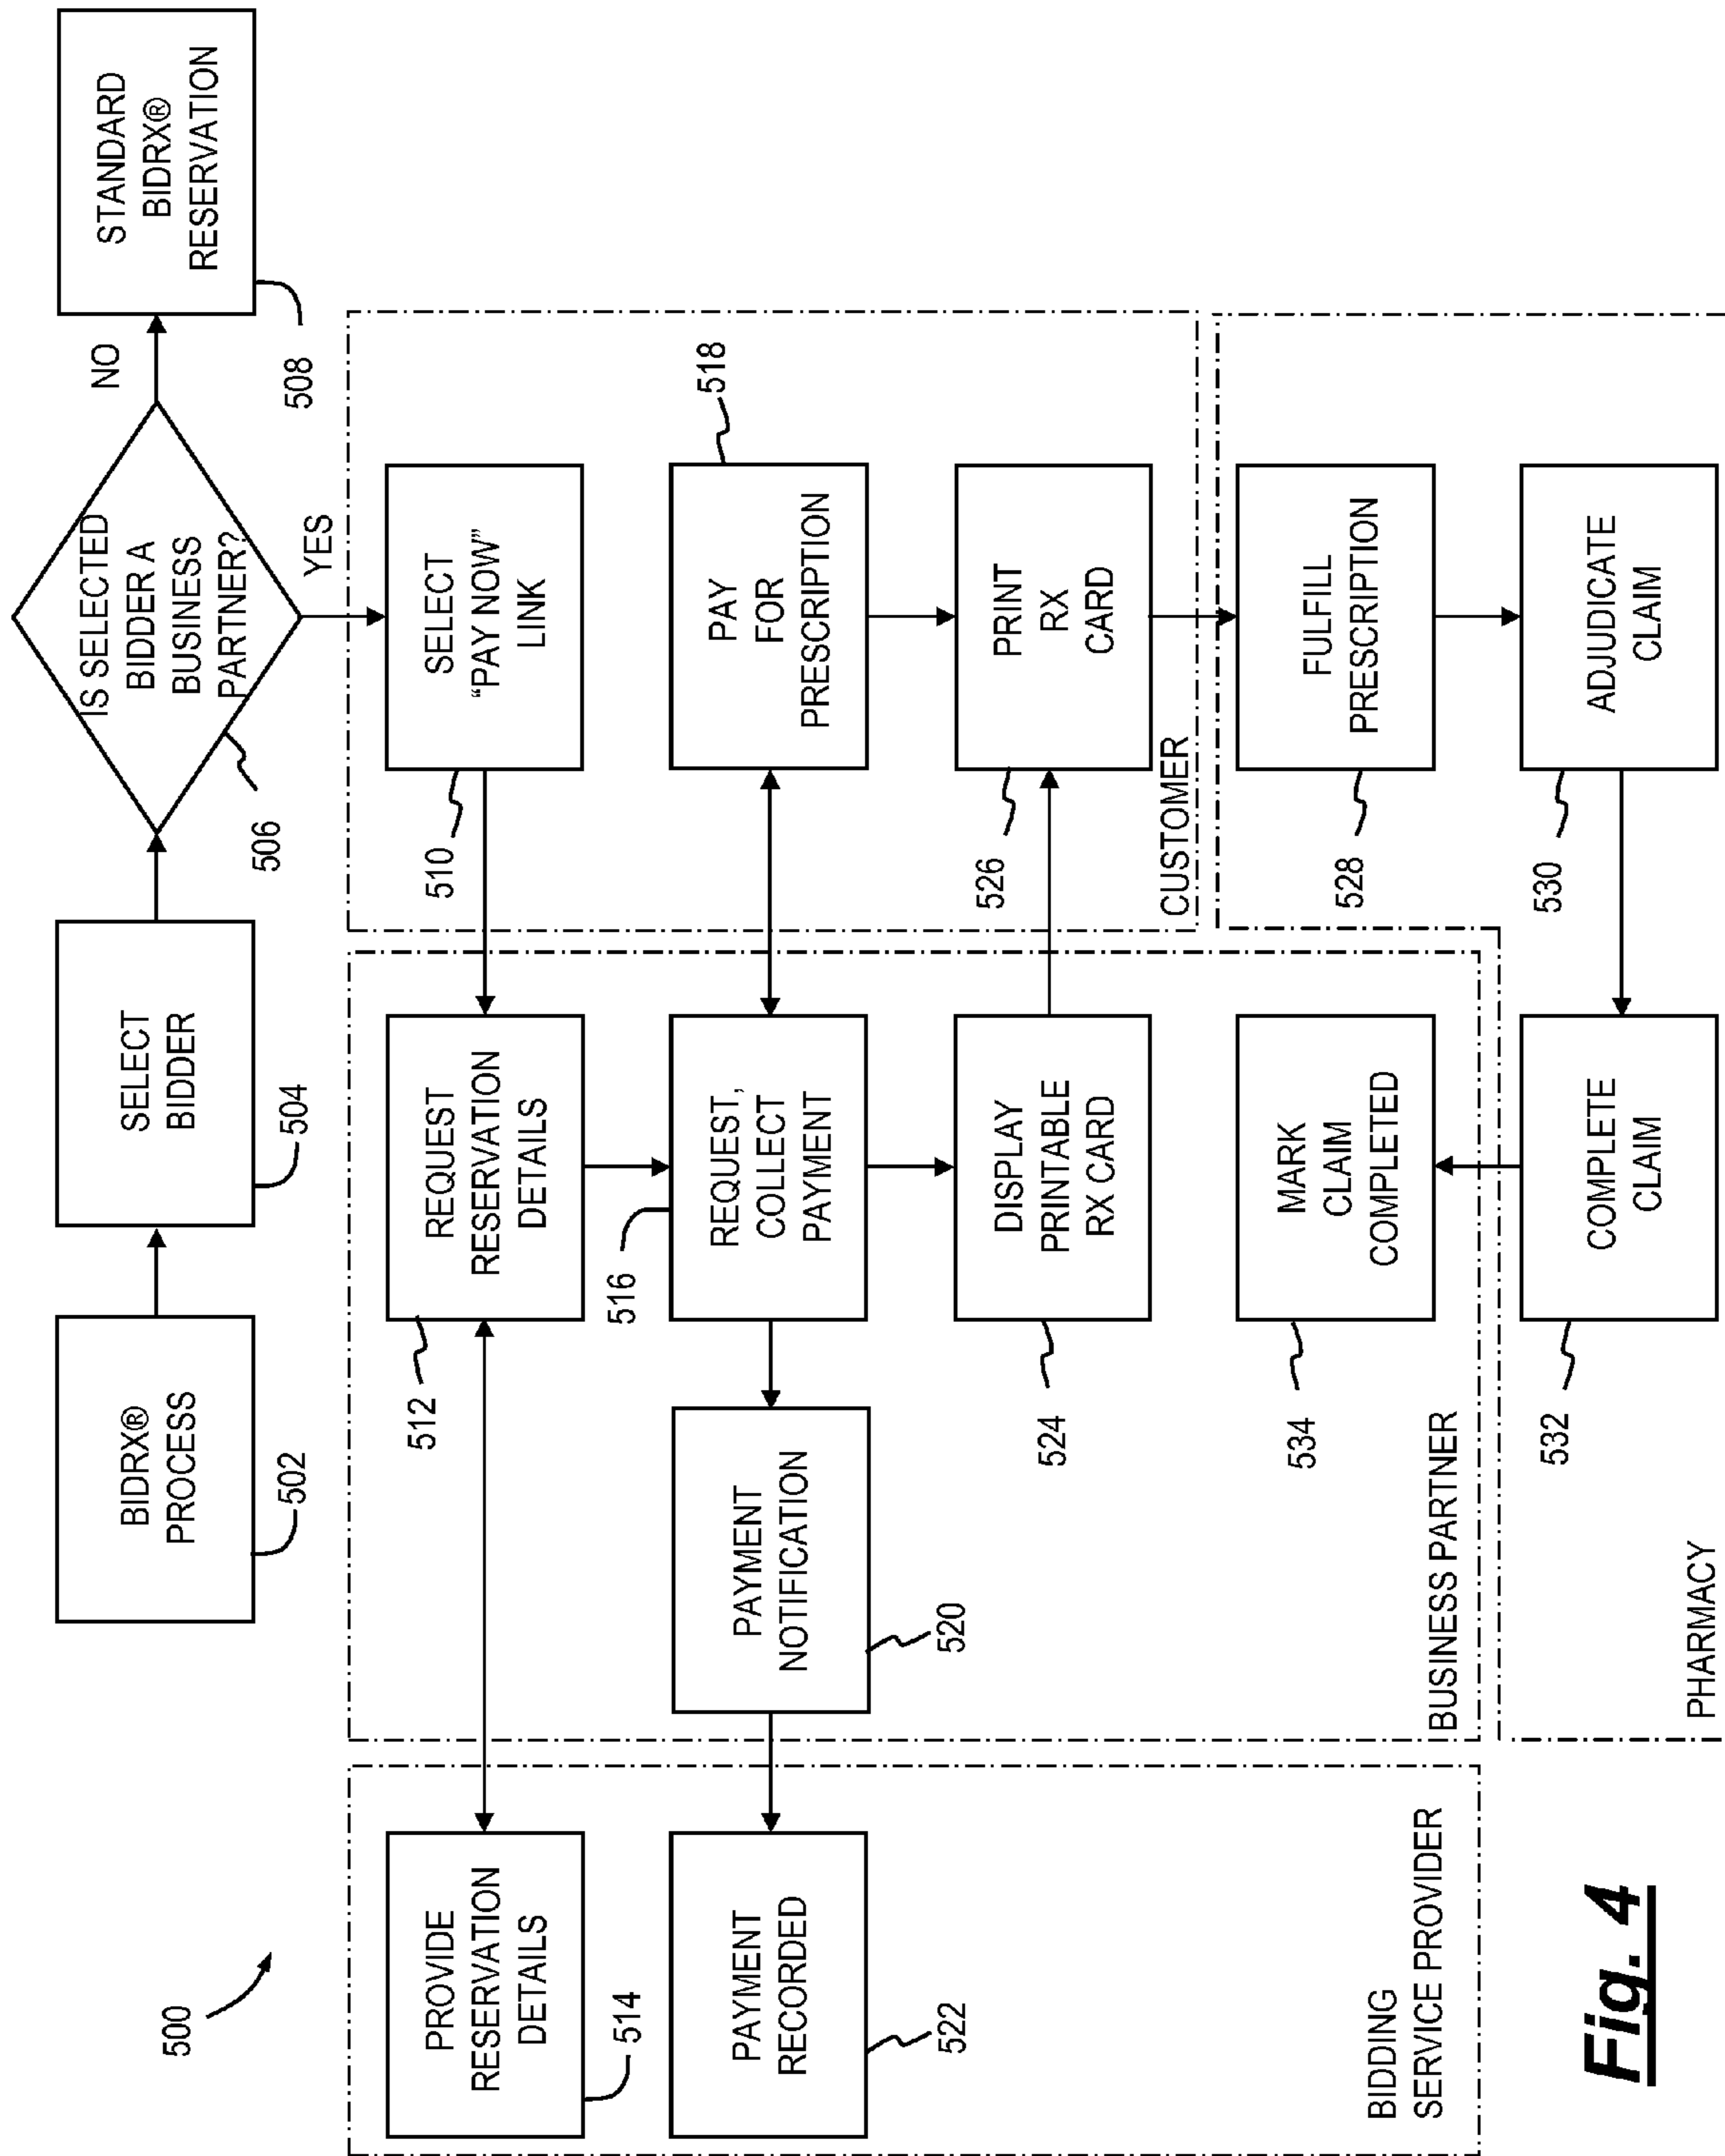 500
BIDRX®
PROCESS
502
SELECT
BIDDER
504
IS SELECTED
BIDDER A
BUSINESS
PARTNER?
506
NO
YES
STANDARD
BIDRX®
RESERVATION
508
PROVIDE
RESERVATION
DETAILS
514
REQUEST
RESERVATION
DETAILS
512
SELECT
“PAY NOW”
LINK
510
PAYMENT
RECORDED
522
PAYMENT
NOTIFICATION
520
REQUEST,
COLLECT
PAYMENT
516
PAY
FOR
PRESCRIPTION
518
DISPLAY
PRINTABLE
RX CARD
524
PRINT
RX
CARD
526
CUSTOMER
BIDDING
SERVICE PROVIDER
BUSINESS PARTNER
MARK
CLAIM
COMPLETED
534
FULFILL
PRESCRIPTION
528
PHARMACY
COMPLETE
CLAIM
532
ADJUDICATE
CLAIM
530
Fig. 4